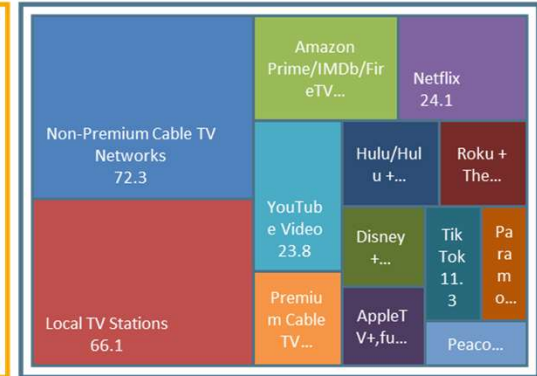 Non-Premium Cable TV
Networks
72.3
Local TV Stations
66.1
Amazon
Prime/IMDb/Fir
eTV...
Netflix
24.1
YouTub
e Video
23.8
Premiu
m Cable
TV...
Hulu/Hul
u +...
Roku +
The...
Disney
+...
Tik
Tok
11.
3
Pa
ra
m
o...
AppleT
V+,fu...
Peaco...